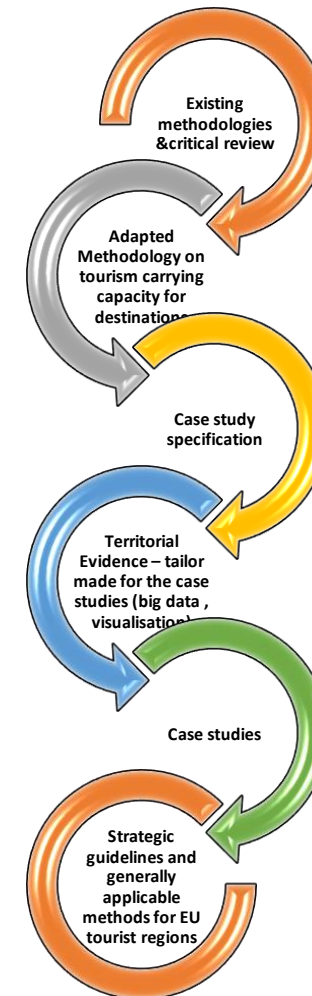 Existing
methodologies
&critical review
Adapted
Methodology on
tourism carrying
capacity for
destinations
Case study
specification
Territorial
Evidence – tailor
made for the case
studies (big data ,
visualisation)
Case studies
Strategic
guidelines and
generally
applicable
methods for EU
tourist regions